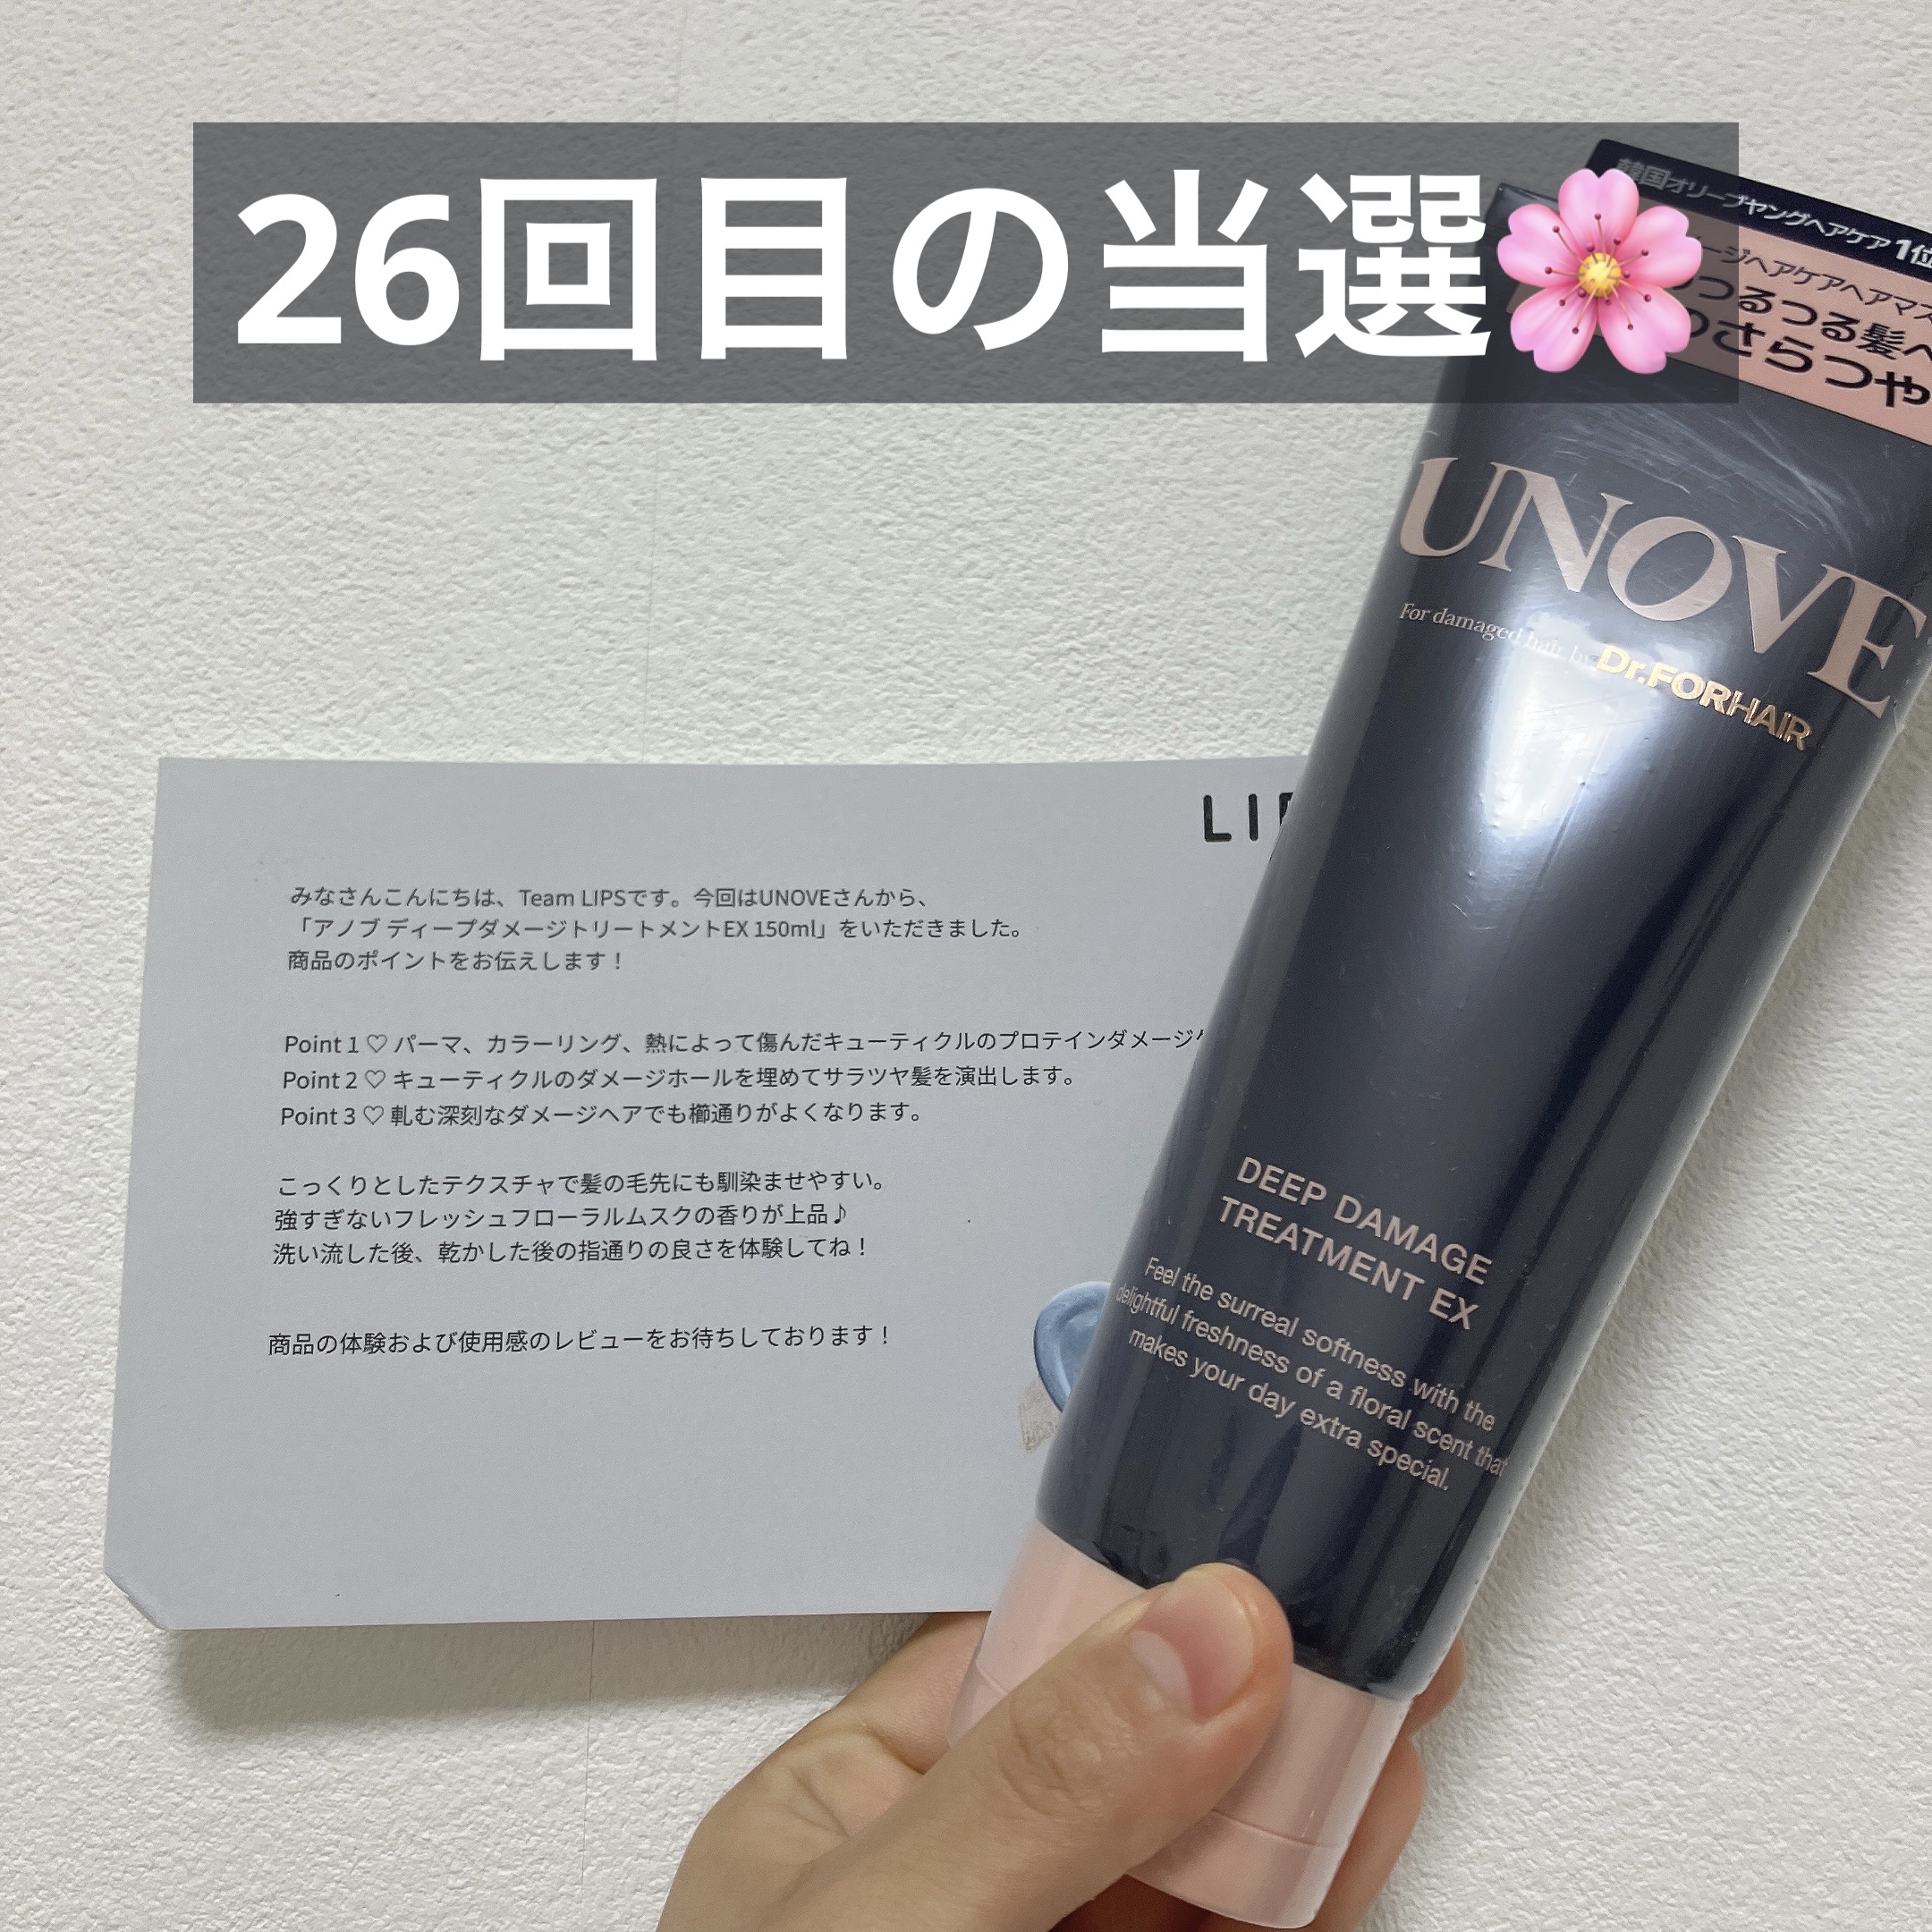 26回目の当選🌸
韓国オリーブヤングヘアケア1位
ージヘアケアヘアマス
つるつる髪へ
さらつや
UNOVE
For damaged hair by Dr.FORHAIR
DEEP DAMAGE
TREATMENT EX
Feel the surreal softness with the
delightful freshness of a floral scent that
makes your day extra special.
みなさんこんにちは、Team LIPSです。今回はUNOVEさんから、
「アノブ ディープダメージトリートメントEX 150ml」をいただきました。
商品のポイントをお伝えします！
Point 1 ♡ パーマ、カラーリング、熱によって傷んだキューティクルのプロテインダメージケ
Point 2 ♡ キューティクルのダメージホールを埋めてサラツヤ髪を演出します。
Point 3 ♡ 軋む深刻なダメージヘアでも櫛通りがよくなります。
こっくりとしたテクスチャで髪の毛先にも馴染ませやすい。
強すぎないフレッシュフローラルムスクの香りが上品♪
洗い流した後、乾かした後の指通りの良さを体験してね！
商品の体験および使用感のレビューをお待ちしております！